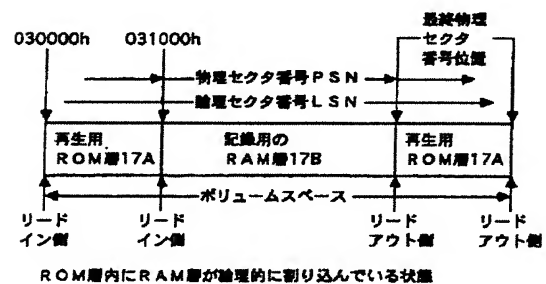 最終物理
セクタ
番号位置
030000h
031000h
物理セクタ番号PSN
論理セクタ番号LSN
再生用
ROM層17A
記録用の
RAM層17B
再生用
ROM層17A
ボリュームスペース
リード
イン側
リード
イン側
リード
アウト側
リード
アウト側
ROM層内にRAM層が論理的に割り込んでいる状態